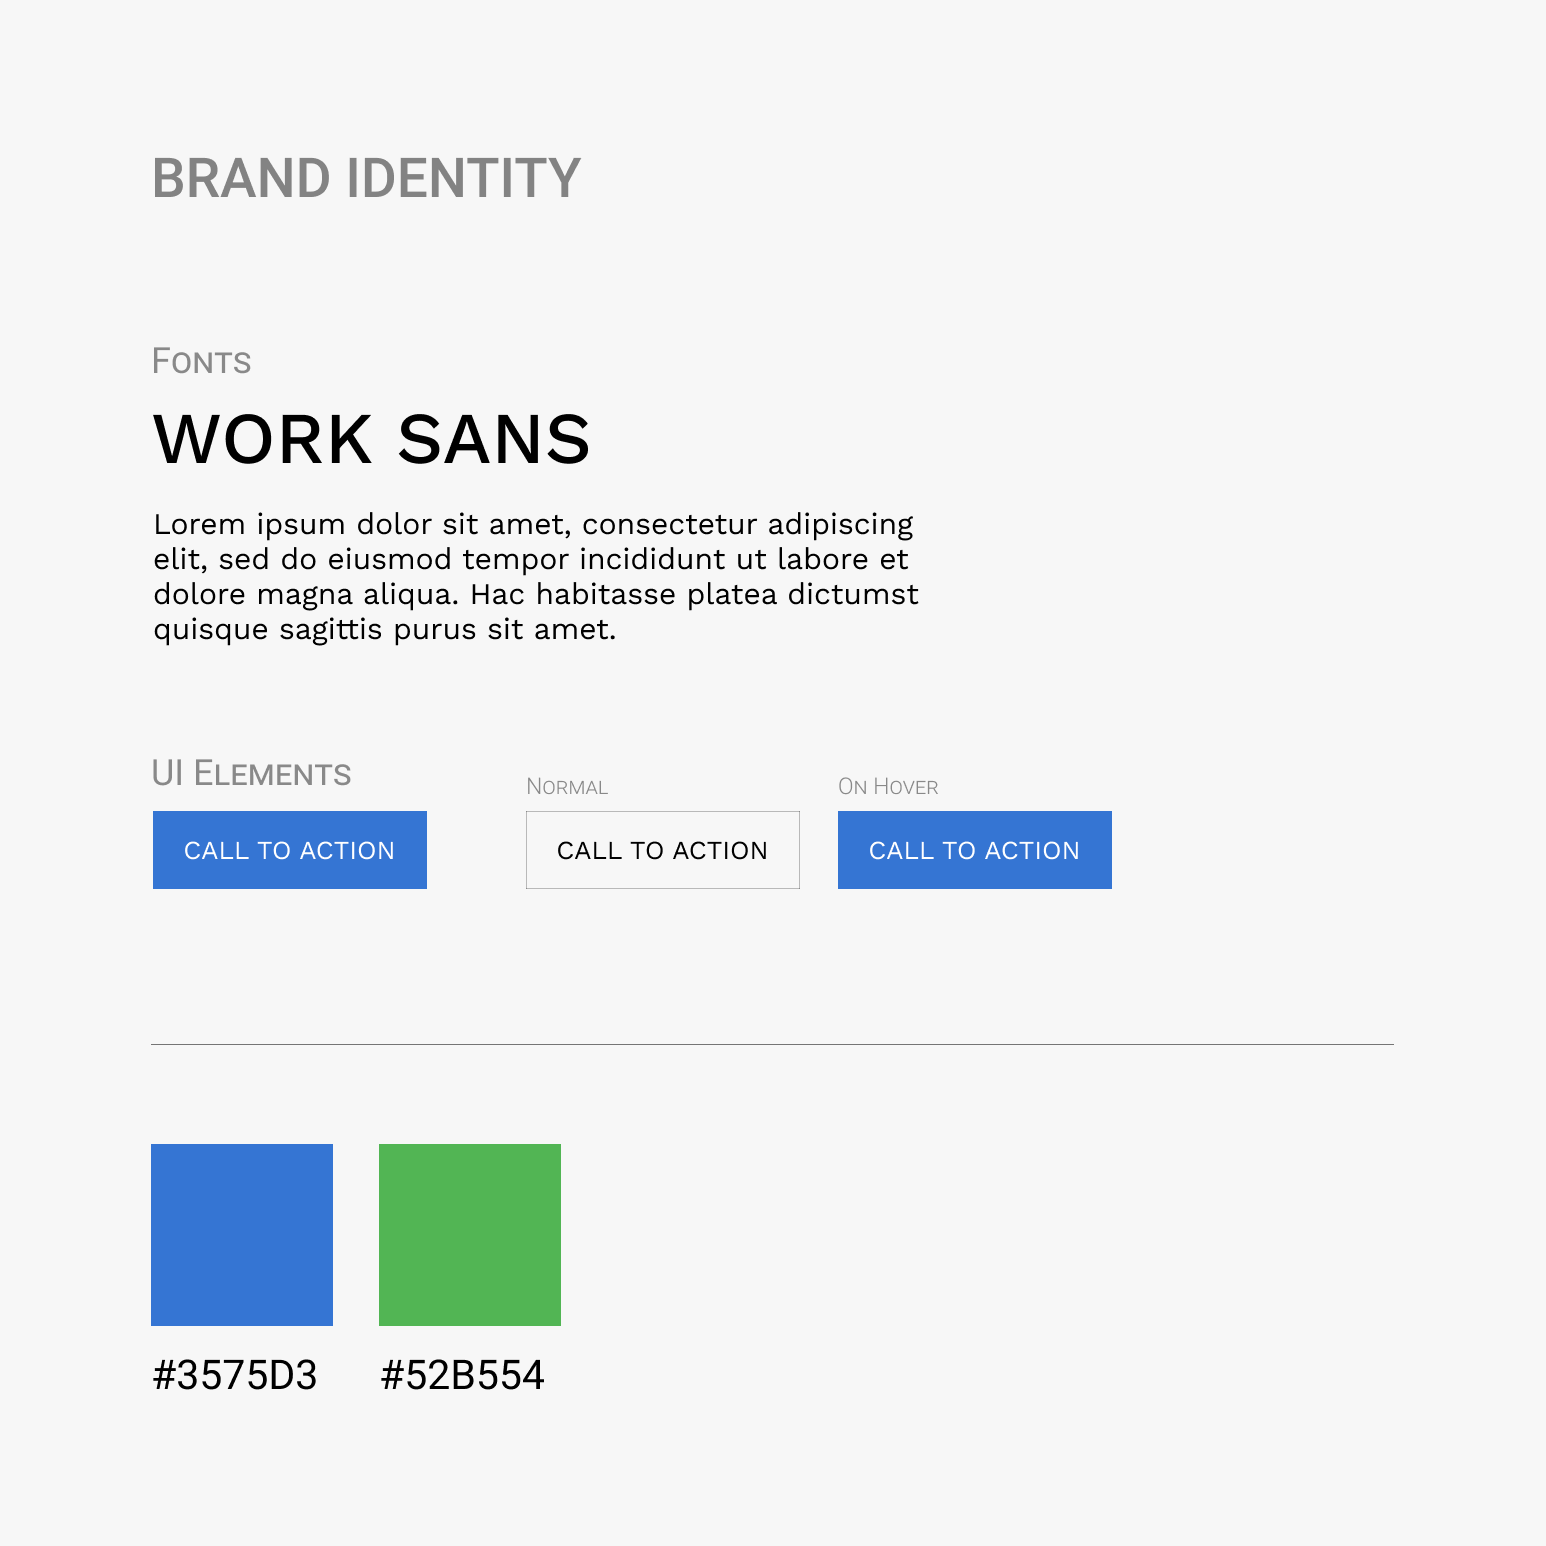 BRAND IDENTITY
FONTS
WORK SANS
Lorem ipsum dolor sit amet, consectetur adipiscing
elit, sed do eiusmod tempor incididunt ut labore et
dolore magna aliqua. Hac habitasse platea dictumst
quisque sagittis purus sit amet.
UI ELEMENTS
NORMAL
ON HOVER
CALL TO ACTION
CALL TO ACTION
CALL TO ACTION
#3575D3
#52B554